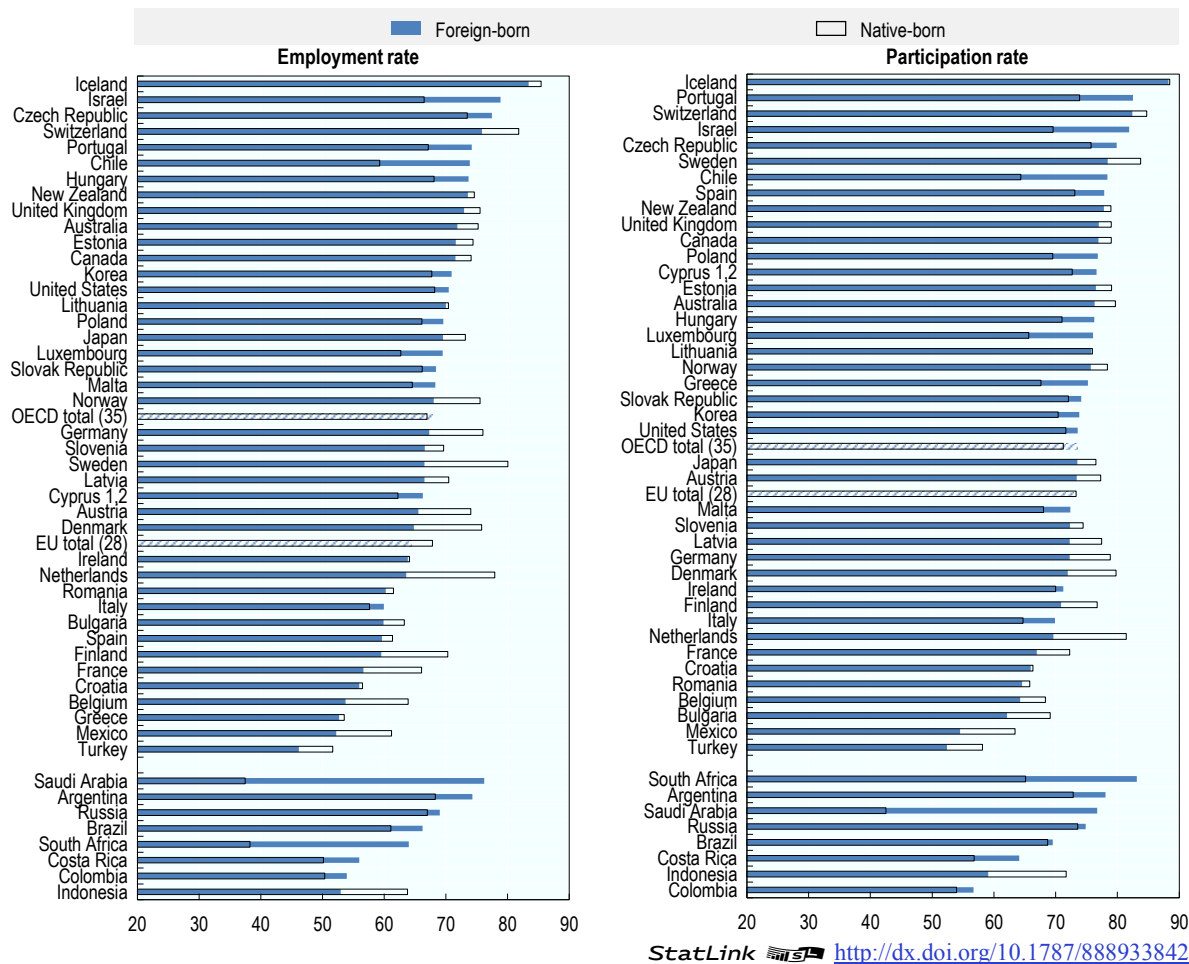 Foreign-born
Native-born
Employment rate
Iceland
Israel
Czech Republic
Switzerland
Portugal
Chile
Hungary
New Zealand
United Kingdom
Australia
Estonia
Canada
Korea
United States
Lithuania
Poland
Japan
Luxembourg
Slovak Republic
Malta
Norway
OECD total (35)
Germany
Slovenia
Sweden
Latvia
Cyprus 1,2
Austria
Denmark
EU total (28)
Ireland
Netherlands
Romania
Italy
Bulgaria
Spain
Finland
France
Croatia
Belgium
Greece
Mexico
Turkey
Saudi Arabia
Argentina
Russia
Brazil
South Africa
Costa Rica
Colombia
Indonesia
20 30 40 50 60 70 80 90
Participation rate
Iceland
Portugal
Switzerland
Israel
Czech Republic
Sweden
Chile
Spain
New Zealand
United Kingdom
Canada
Poland
Cyprus 1,2
Estonia
Australia
Hungary
Luxembourg
Lithuania
Norway
Greece
Slovak Republic
Korea
United States
OECD total (35)
Japan
Austria
EU total (28)
Malta
Slovenia
Latvia
Germany
Denmark
Ireland
Finland
Italy
Netherlands
France
Croatia
Romania
Belgium
Bulgaria
Mexico
Turkey
South Africa
Argentina
Saudi Arabia
Russia
Brazil
Costa Rica
Indonesia
Colombia
20 30 40 50 60 70 80 90
StatLink http://dx.doi.org/10.1787/888933842